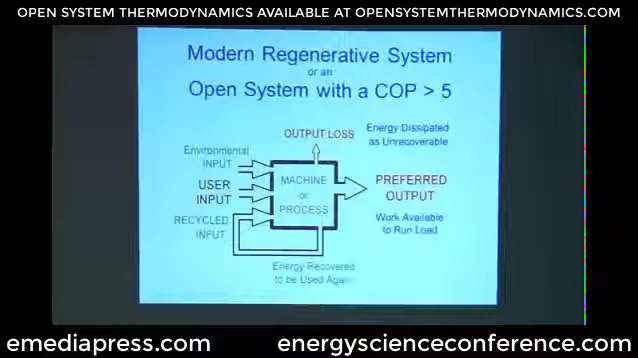 OPEN SYSTEM THERMODYNAMICS AVAILABLE AT OPENSYSTEMTHERMODYNAMICS.COM
Modern Regenerative System
or an
Open System with a COP > 5
OUTPUT LOSS
Energy Dissipated
as Unrecoverable
Environmental
INPUT
USER
INPUT
RECYCLED
INPUT
MACHINE
or
PROCESS
PREFERRED
OUTPUT
Work Available
to Run Load
Energy Recovered
to be Used Again
emediapress.com
energyscienceconference.com